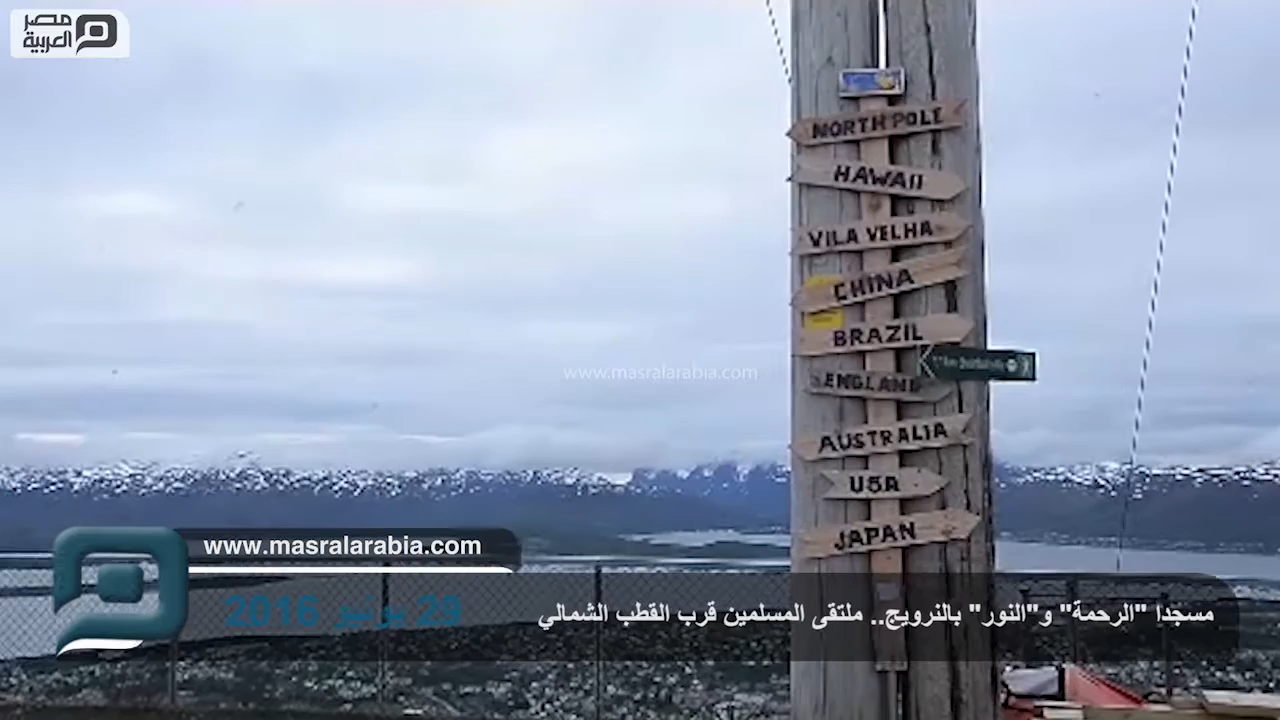 مصر
العربية
NORTH POLE
HAWAII
VILA VELHA
CHINA
BRAZIL
ENGLAND
AUSTRALIA
USA
JAPAN
www.masralarabia.com
www.masralarabia.com
مسجدا "الرحمة" و"النور" بالنرويج.. ملتقى المسلمين قرب القطب الشمالي
29 يونيو 2016